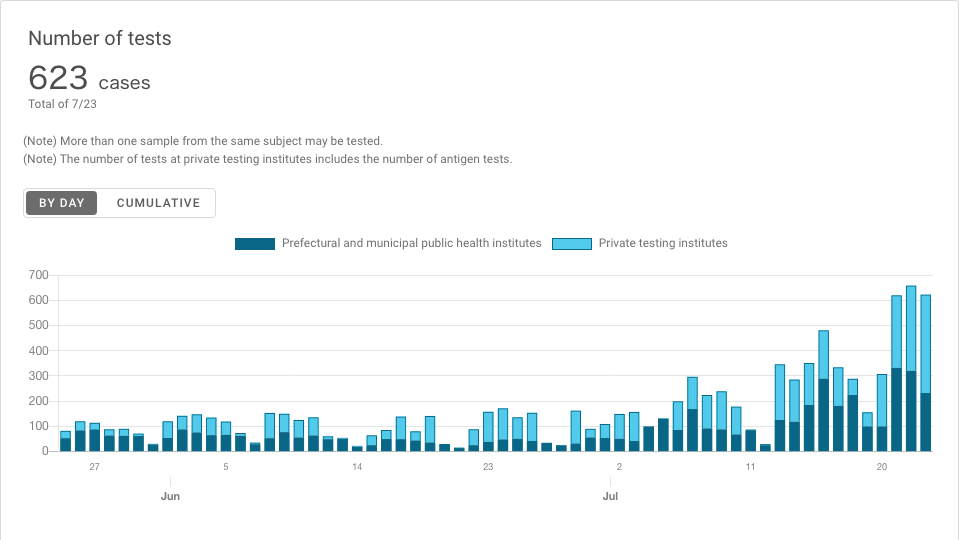 Number of tests
623 cases
Total of 7/23
(Note) More than one sample from the same subject may be tested.
(Note) The number of tests at private testing institutes includes the number of antigen tests.
BY DAY CUMULATIVE
Prefectural and municipal public health institutes Private testing institutes
700
600
500
400
300
200
100
0
27 5 14 23 2 11 20
Jun Jul